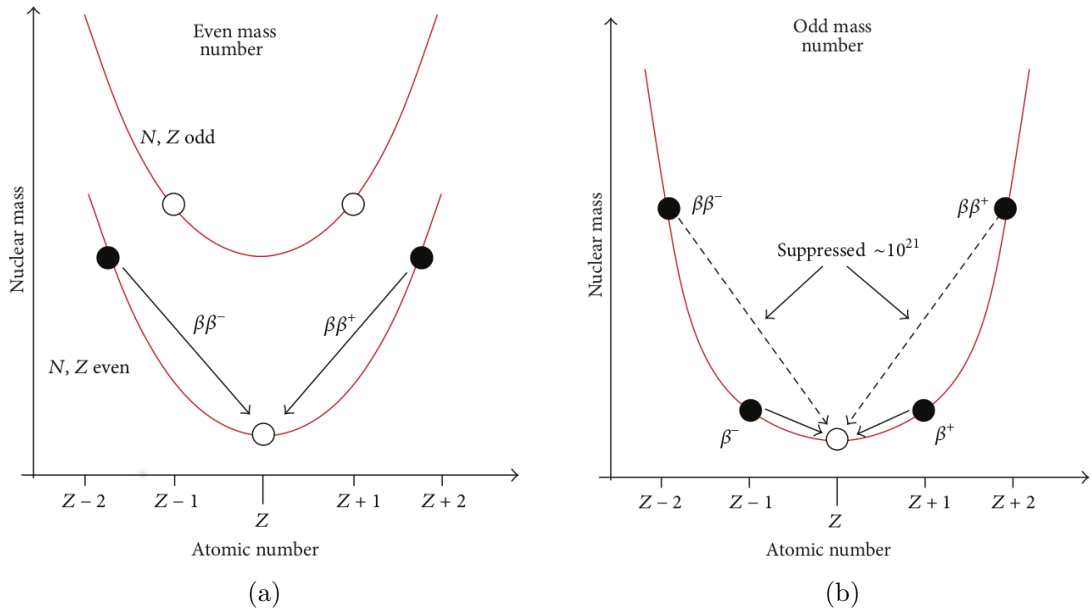 Even mass
number
N, Z odd
Nuclear mass
ββ⁻
ββ⁺
N, Z even
Z − 2
Z − 1
Z
Z + 1
Z + 2
Atomic number
(a)
Odd mass
number
ββ⁻
ββ⁺
Suppressed ~10²¹
Nuclear mass
β⁻
β⁺
Z − 2
Z − 1
Z
Z + 1
Z + 2
Atomic number
(b)